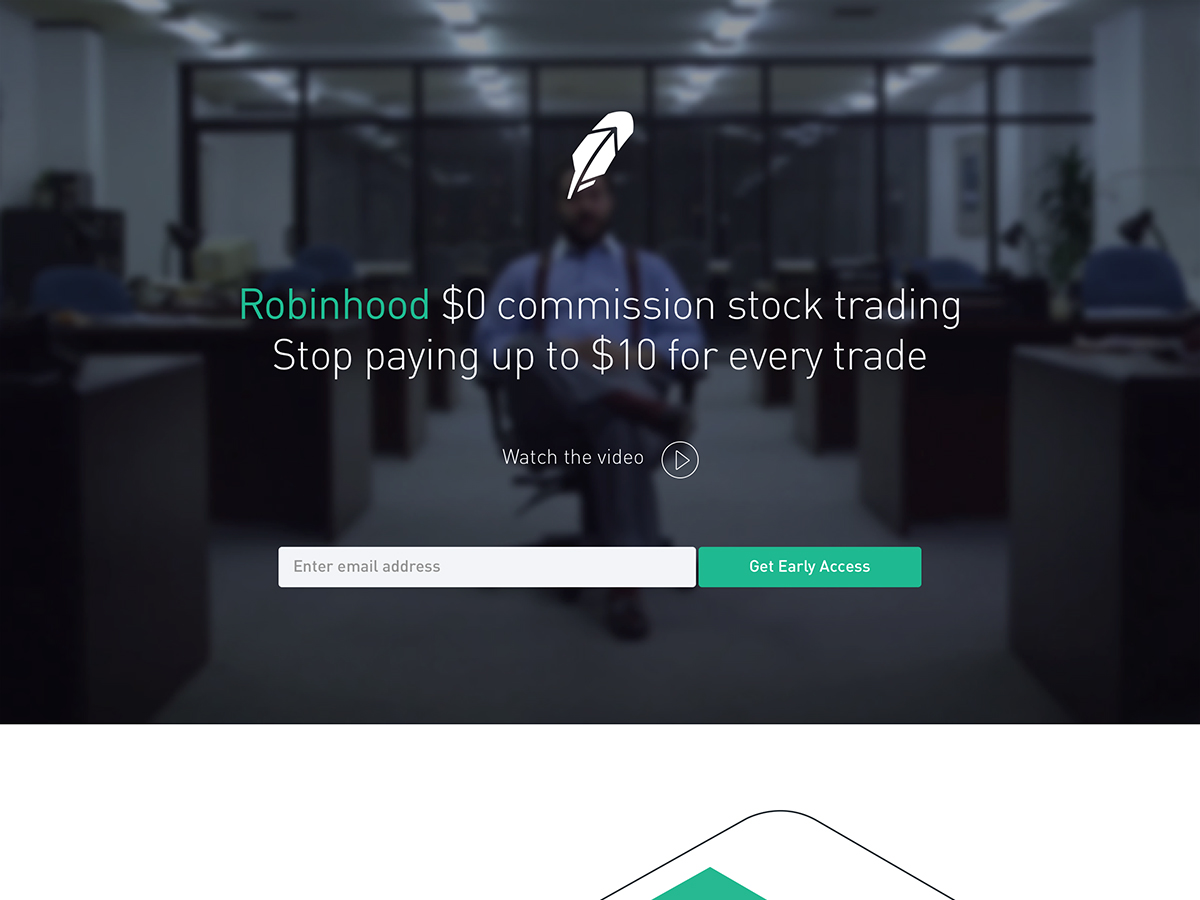 Robinhood $0 commission stock trading
Stop paying up to $10 for every trade
Watch the video
Enter email address
Get Early Access